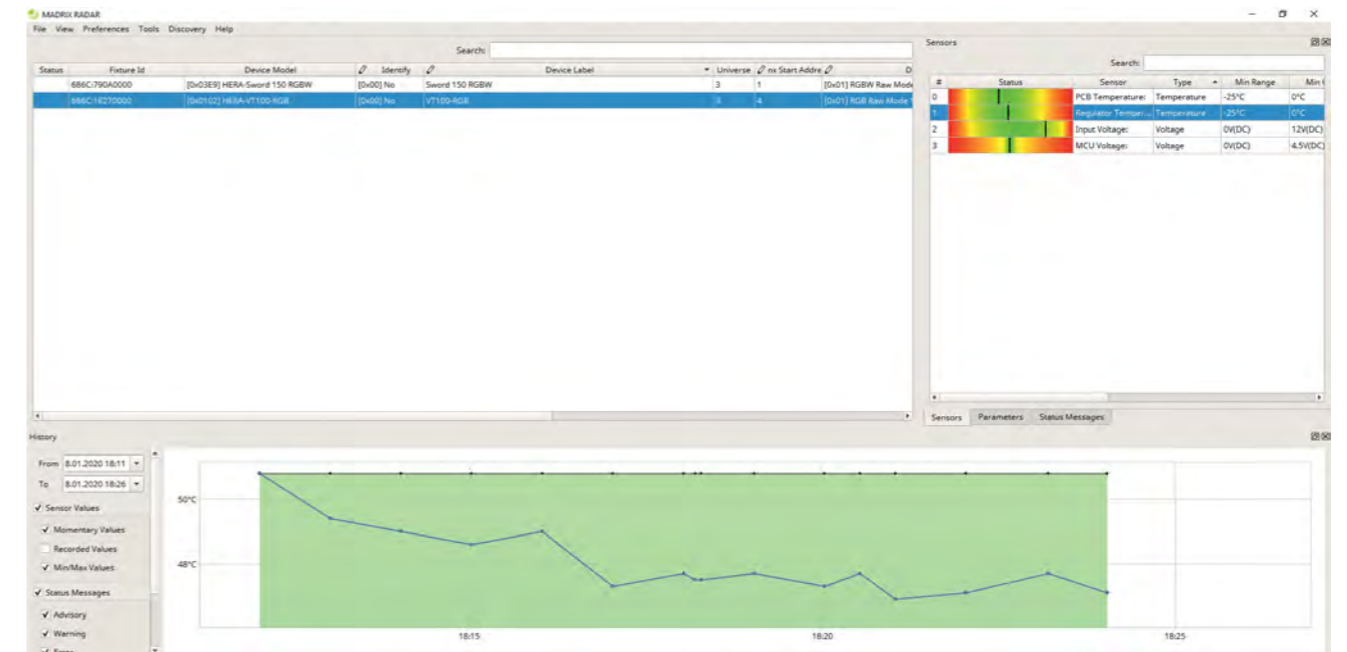 MADRIX RADAR
File View Preferences Tools Discovery Help
Search:
Status Fixture Id Device Model Identify Device Label Universe nx Start Addre D
686C:790A0000 [0x03E9] HERA-Sword 150 RGBW [0x00] No Sword 150 RGBW 3 1 [0x01] RGBW Raw Mode
686C:1E270000 [0x0102] HERA-VT100-RGB [0x00] No VT100-RGB 3 4 [0x01] RGB Raw Mode
Sensors
Search:
# Status Sensor Type Min Range Min
0 PCB Temperature: Temperature -25°C 0°C
1 Regulator Temper... Temperature -25°C 0°C
2 Input Voltage: Voltage 0V(DC) 12V(DC)
3 MCU Voltage: Voltage 0V(DC) 4.5V(DC)
Sensors Parameters Status Messages
History
From 8.01.2020 18:11
To 8.01.2020 18:26
Sensor Values
Momentary Values
Recorded Values
Min/Max Values
Status Messages
Advisory
Warning
Error
50°C
48°C
18:15 18:20 18:25